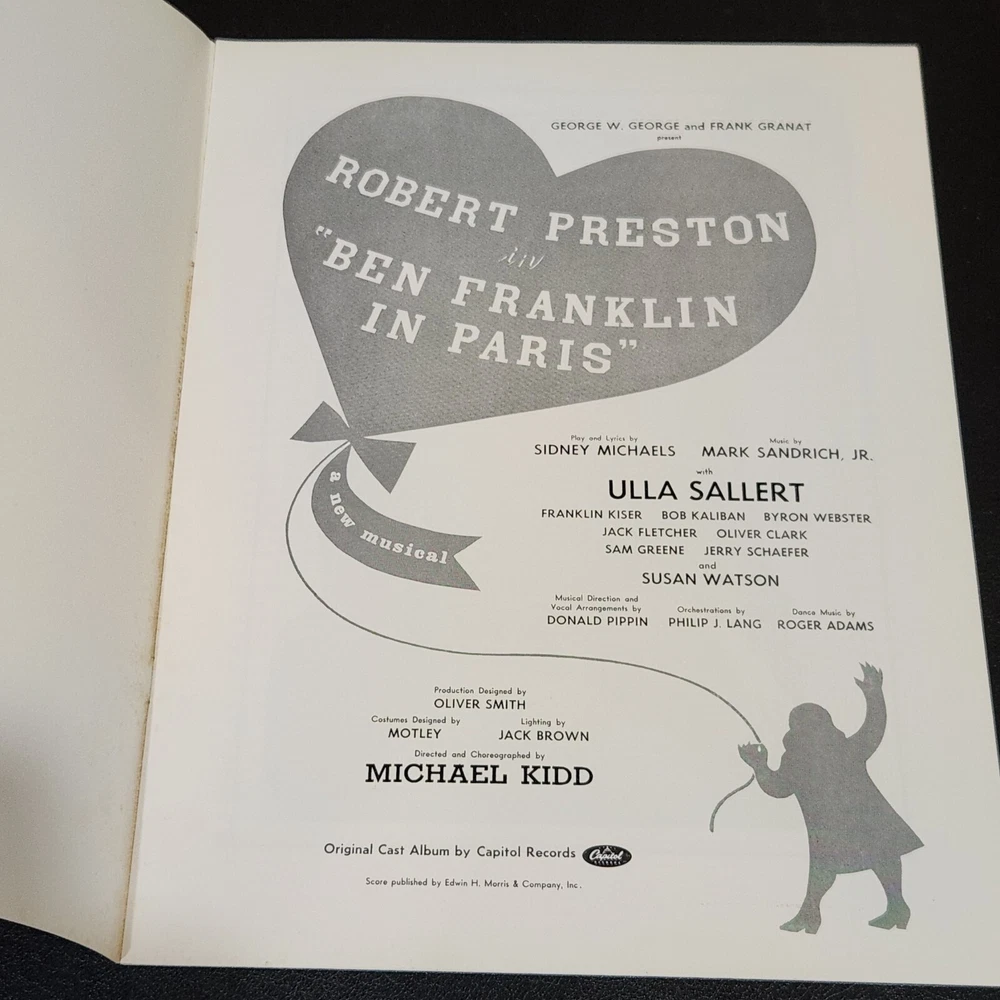 GEORGE W. GEORGE and FRANK GRANAT
present
ROBERT PRESTON
in
"BEN FRANKLIN
IN PARIS"
a new musical
Play and Lyrics by
SIDNEY MICHAELS
Music by
MARK SANDRICH, JR.
with
ULLA SALLERT
FRANKLIN KISER BOB KALIBAN BYRON WEBSTER
JACK FLETCHER OLIVER CLARK
SAM GREENE JERRY SCHAEFER
and
SUSAN WATSON
Musical Direction and
Vocal Arrangements by
DONALD PIPPIN
Orchestrations by
PHILIP J. LANG
Dance Music by
ROGER ADAMS
Production Designed by
OLIVER SMITH
Costumes Designed by
MOTLEY
Lighting by
JACK BROWN
Directed and Choreographed by
MICHAEL KIDD
Original Cast Album by Capitol Records
Capitol
RECORDS
Score published by Edwin H. Morris & Company, Inc.